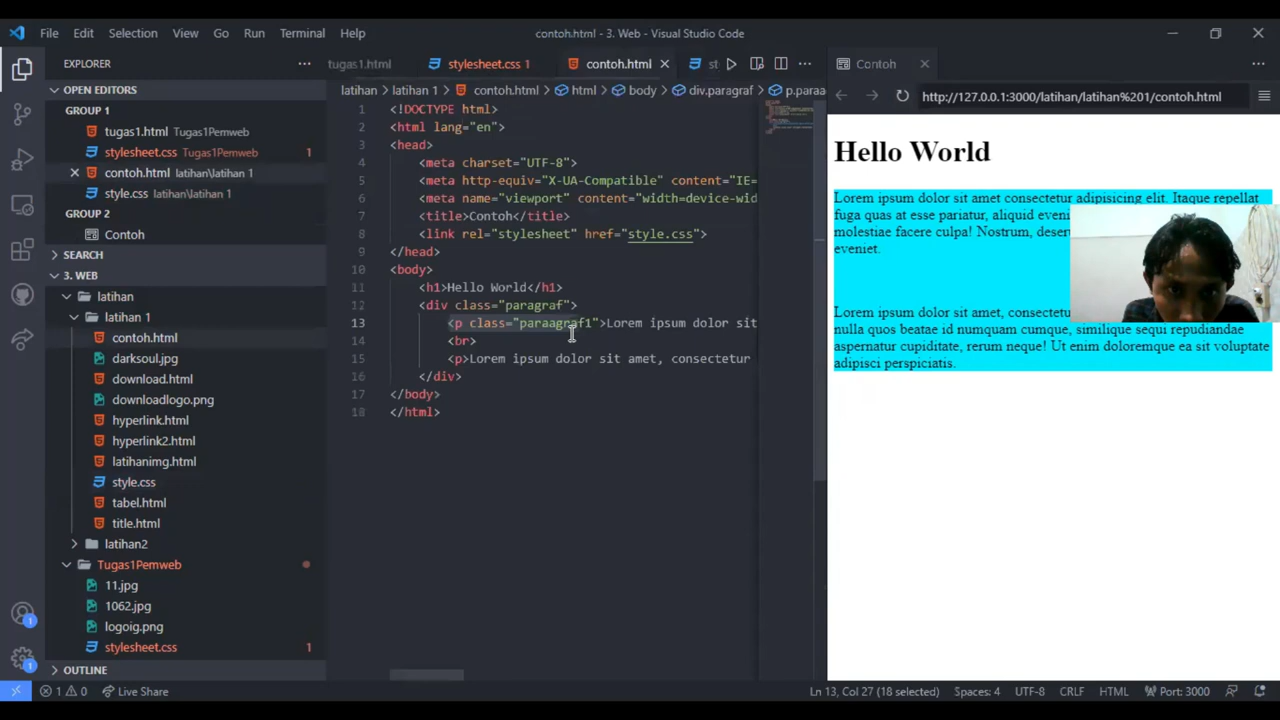 File Edit Selection View Go Run Terminal Help
contoh.html - 3. Web - Visual Studio Code
EXPLORER
OPEN EDITORS
GROUP 1
tugas1.html Tugas1Pemweb
stylesheet.css Tugas1Pemweb 1
contoh.html latihan\latihan 1
style.css latihan\latihan 1
GROUP 2
Contoh
SEARCH
3. WEB
latihan
latihan 1
contoh.html
darksoul.jpg
download.html
downloadlogo.png
hyperlink.html
hyperlink2.html
latihanimg.html
style.css
tabel.html
title.html
latihan2
Tugas1Pemweb
11.jpg
1062.jpg
logoig.png
stylesheet.css 1
OUTLINE
tugas1.html stylesheet.css 1 contoh.html st
latihan latihan 1 contoh.html html body div.paragraf p.paraa
1 <!DOCTYPE html>
2 <html lang="en">
3 <head>
4 <meta charset="UTF-8">
5 <meta http-equiv="X-UA-Compatible" content="IE=
6 <meta name="viewport" content="width=device-wid
7 <title>Contoh</title>
8 <link rel="stylesheet" href="style.css">
9 </head>
10 <body>
11 <h1>Hello World</h1>
12 <div class="paragraf">
13 <p class="paraagraf1">Lorem ipsum dolor sit
14 <br>
15 <p>Lorem ipsum dolor sit amet, consectetur
16 </div>
17 </body>
18 </html>
Contoh
http://127.0.0.1:3000/latihan/latihan%201/contoh.html
Hello World
Lorem ipsum dolor sit amet consectetur adipisicing elit. Itaque repellat
fuga quas at esse pariatur, aliquid eveni
molestiae facere culpa! Nostrum, deseru
eveniet.
Lorem ipsum dolor sit amet, consectetu
nulla quos beatae id numquam cumque, similique sequi repudiandae
aspernatur cupiditate, rerum neque! Ut enim doloremque ea sit voluptate
adipisci perspiciatis.
1
1
1 0 Live Share
Ln 13, Col 27 (18 selected) Spaces: 4 UTF-8 CRLF HTML Port: 3000